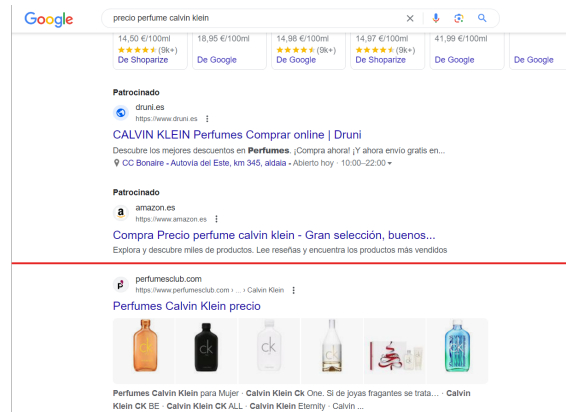 Google
precio perfume calvin klein
14,50 €/100ml
(9k+)
De Shoparize
18,95 €/100ml
De Google
14,98 €/100ml
(9k+)
De Google
14,97 €/100ml
(9k+)
De Shoparize
41,99 €/100ml
De Google
De Google
Patrocinado
druni.es
https://www.druni.es
CALVIN KLEIN Perfumes Comprar online | Druni
Descubre los mejores descuentos en Perfumes. ¡Compra ahora! ¡Y ahora envío gratis en...
CC Bonaire - Autovia del Este, km 345, aldaia - Abierto hoy · 10:00–22:00
Patrocinado
amazon.es
https://www.amazon.es
Compra Precio perfume calvin klein - Gran selección, buenos...
Explora y descubre miles de productos. Lee reseñas y encuentra los productos más vendidos
perfumesclub.com
https://www.perfumesclub.com › ... › Calvin Klein
Perfumes Calvin Klein precio
ck
ck
ck
ck
ck
Perfumes Calvin Klein para Mujer · Calvin Klein Ck One. Si de joyas fragantes se trata... · Calvin
Klein CK BE · Calvin Klein CK ALL · Calvin Klein Eternity · Calvin ...